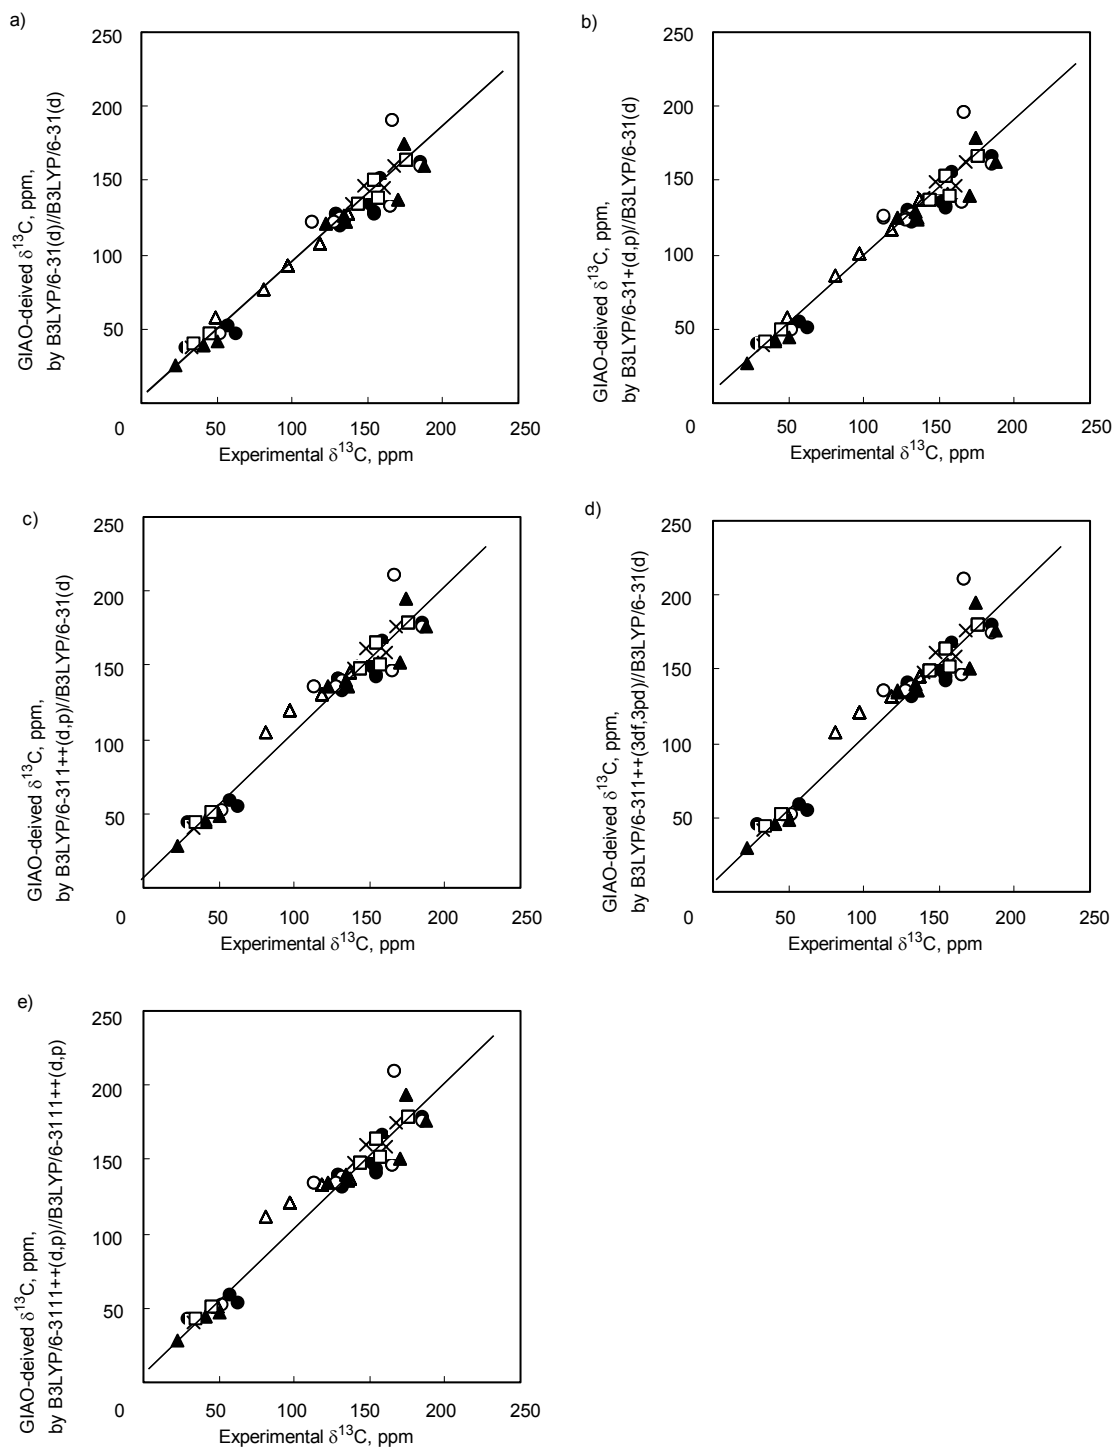 a)
250
200
150
100
50
0
50
100
150
200
250
GIAO-deived δ13C, ppm,
by B3LYP/6-31(d)//B3LYP/6-31(d)
Experimental δ13C, ppm
b)
250
200
150
100
50
0
50
100
150
200
250
GIAO-deived δ13C, ppm,
by B3LYP/6-31+(d,p)//B3LYP/6-31(d)
Experimental δ13C, ppm
c)
250
200
150
100
50
0
50
100
150
200
250
GIAO-deived δ13C, ppm,
by B3LYP/6-311++(d,p)//B3LYP/6-31(d)
Experimental δ13C, ppm
d)
250
200
150
100
50
0
50
100
150
200
250
GIAO-deived δ13C, ppm,
by B3LYP/6-311++(3df,3pd)//B3LYP/6-31(d)
Experimental δ13C, ppm
e)
250
200
150
100
50
0
50
100
150
200
250
GIAO-deived δ13C, ppm,
by B3LYP/6-3111++(d,p)//B3LYP/6-3111++(d,p)
Experimental δ13C, ppm